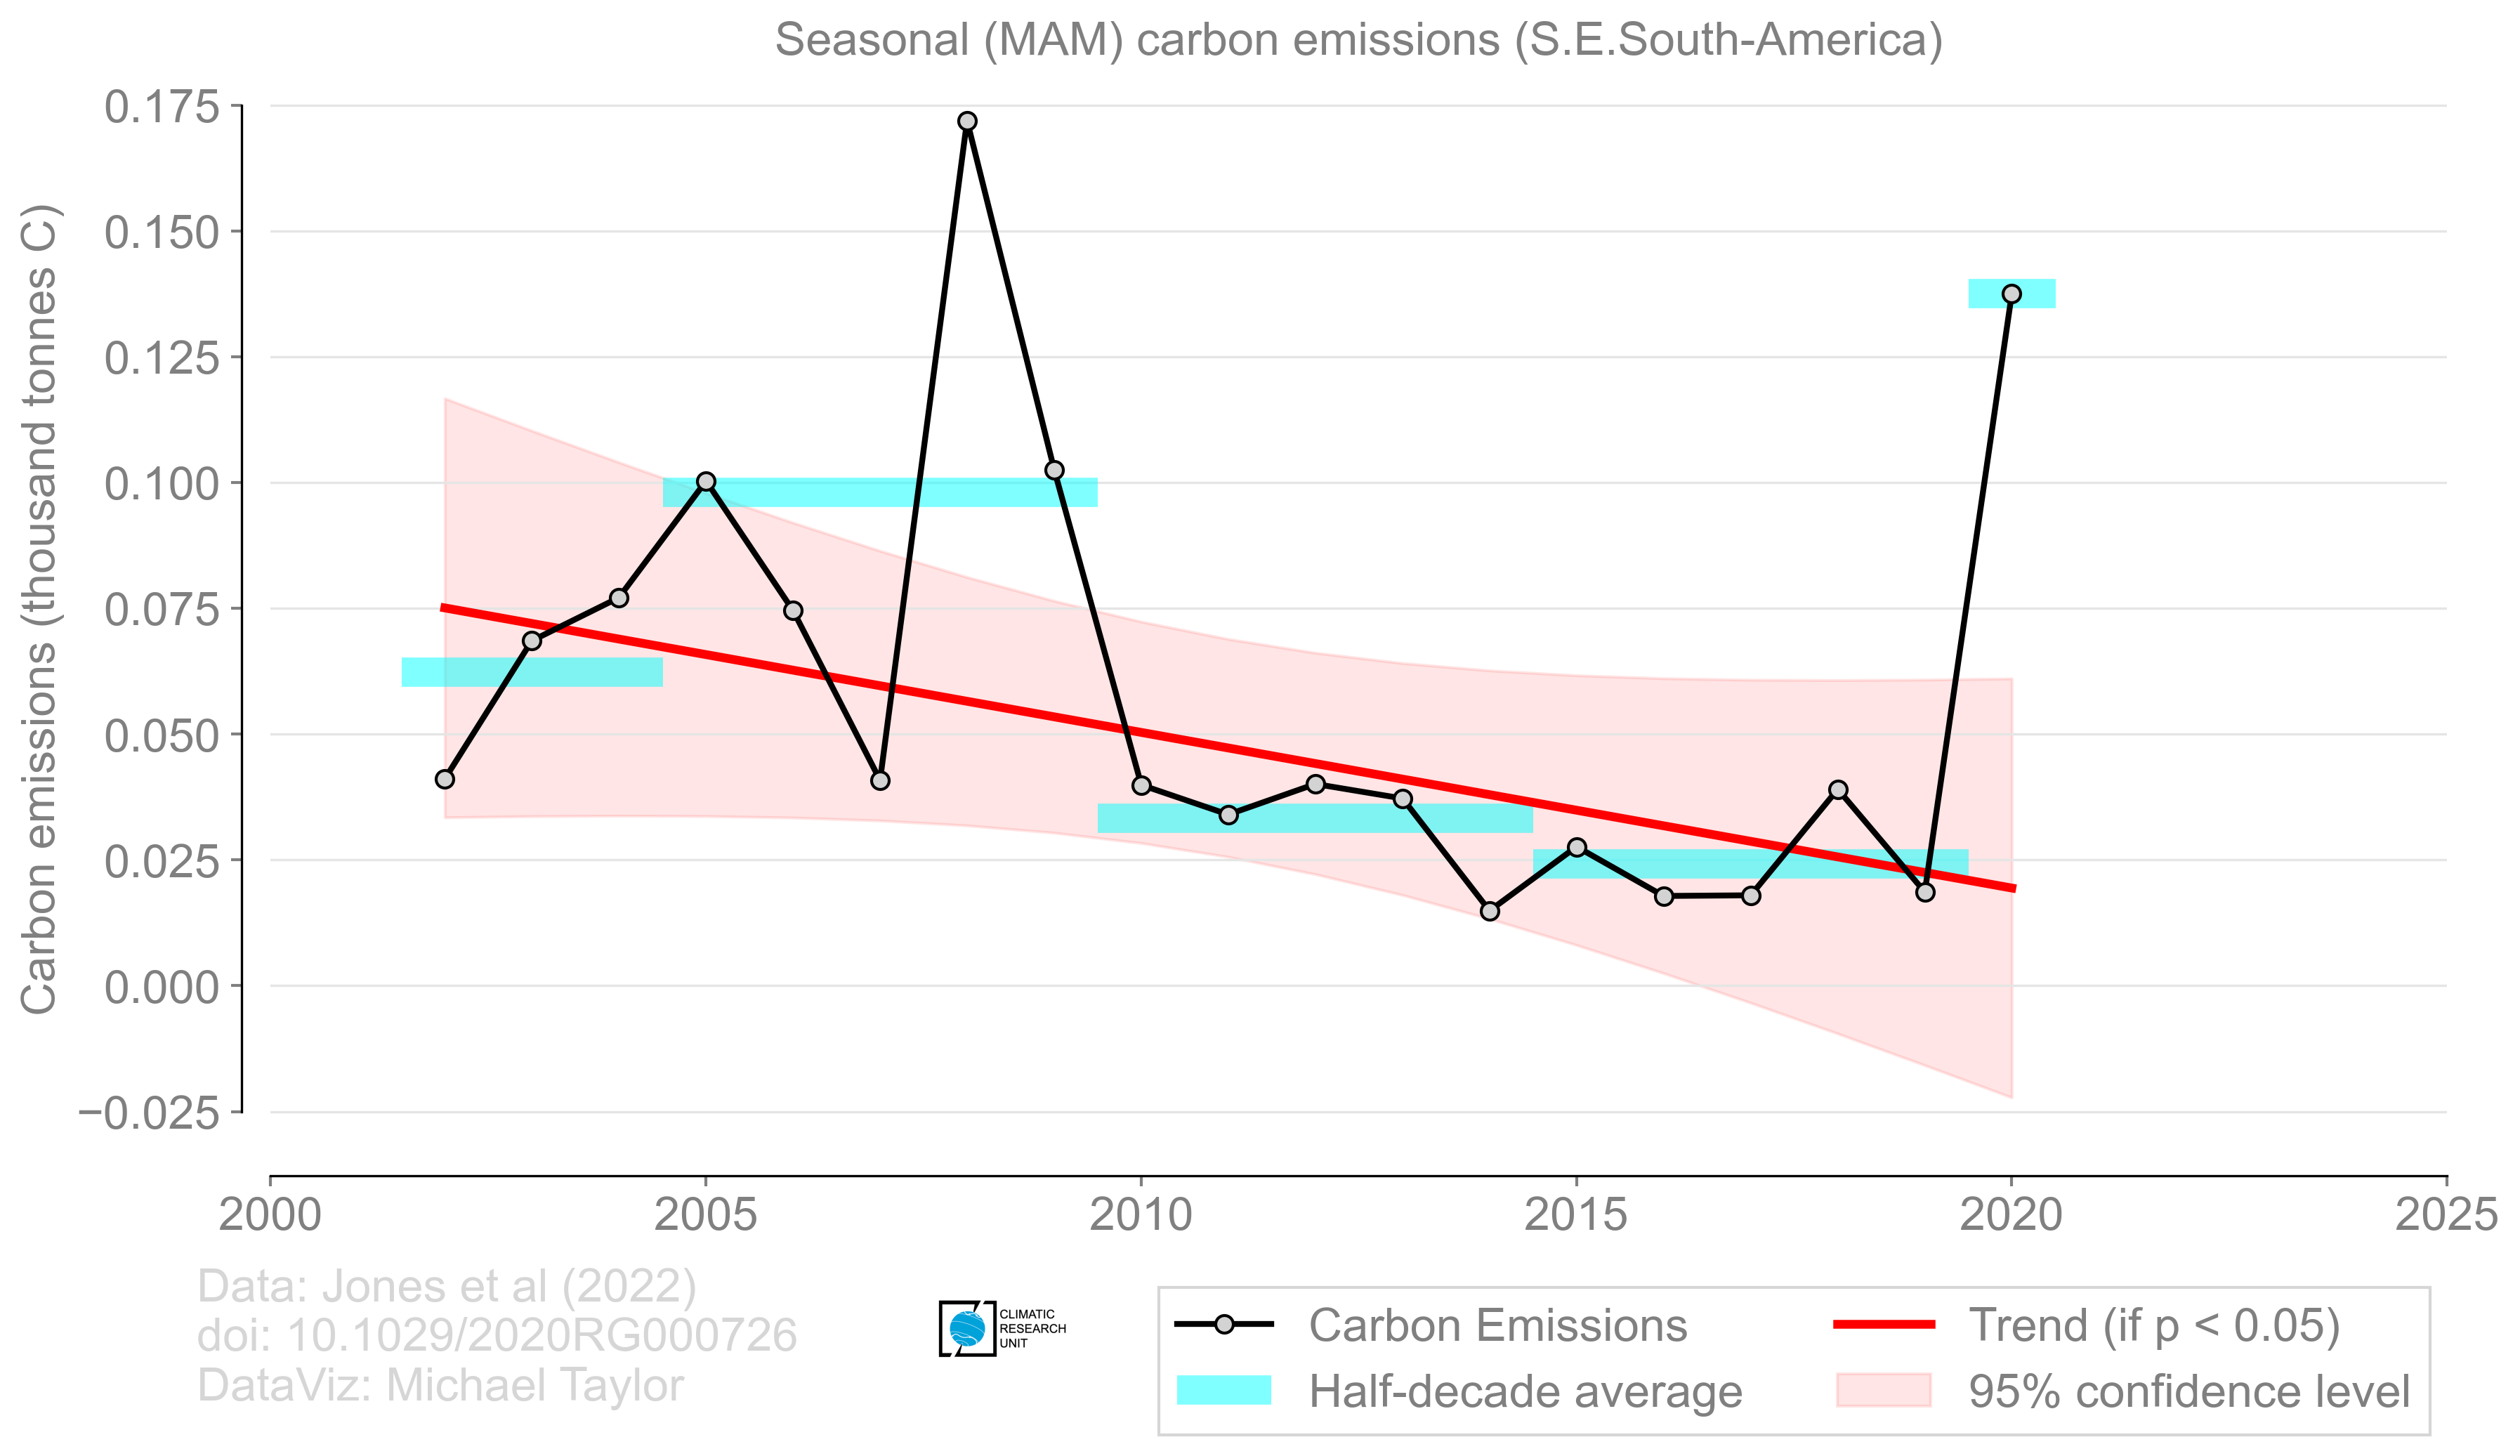 Seasonal (MAM) carbon emissions (S.E.South-America)
Carbon emissions (thousand tonnes C)
0.175
0.150
0.125
0.100
0.075
0.050
0.025
0.000
−0.025
2000 2005 2010 2015 2020 2025
Data: Jones et al (2022)
doi: 10.1029/2020RG000726
DataViz: Michael Taylor
CLIMATIC
RESEARCH
UNIT
Carbon Emissions
Half-decade average
Trend (if p < 0.05)
95% confidence level